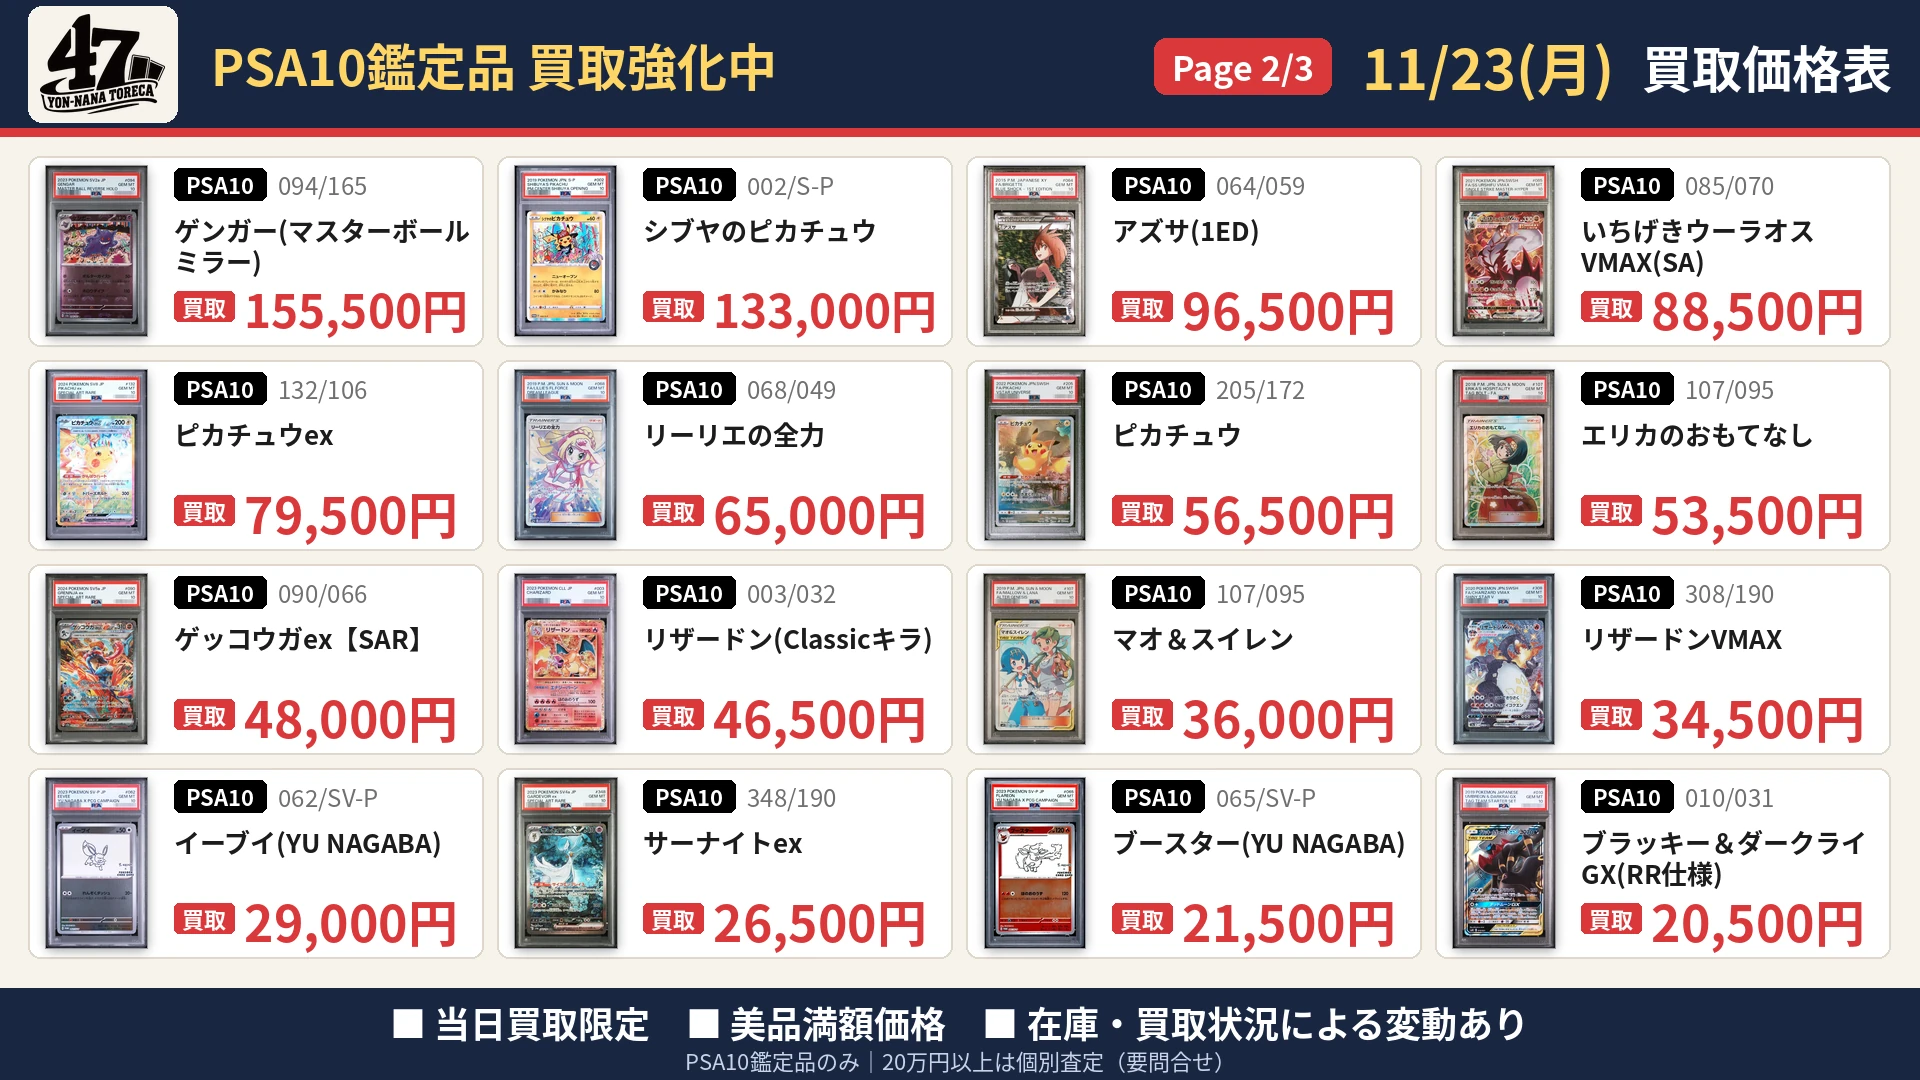 47
YON-NANA TORECA
PSA10鑑定品 買取強化中
Page 2/3
11/23(月) 買取価格表
PSA10 094/165
ゲンガー(マスターボール
ミラー)
買取 155,500円
PSA10 002/S-P
シブヤのピカチュウ
買取 133,000円
PSA10 064/059
アズサ(1ED)
買取 96,500円
PSA10 085/070
いちげきウーラオス
VMAX(SA)
買取 88,500円
PSA10 132/106
ピカチュウex
買取 79,500円
PSA10 068/049
リーリエの全力
買取 65,000円
PSA10 205/172
ピカチュウ
買取 56,500円
PSA10 107/095
エリカのおもてなし
買取 53,500円
PSA10 090/066
ゲッコウガex【SAR】
買取 48,000円
PSA10 003/032
リザードン(Classicキラ)
買取 46,500円
PSA10 107/095
マオ＆スイレン
買取 36,000円
PSA10 308/190
リザードンVMAX
買取 34,500円
PSA10 062/SV-P
イーブイ(YU NAGABA)
買取 29,000円
PSA10 348/190
サーナイトex
買取 26,500円
PSA10 065/SV-P
ブースター(YU NAGABA)
買取 21,500円
PSA10 010/031
ブラッキー＆ダークライ
GX(RR仕様)
買取 20,500円
■ 当日買取限定 ■ 美品満額価格 ■ 在庫・買取状況による変動あり
PSA10鑑定品のみ｜20万円以上は個別査定（要問合せ）